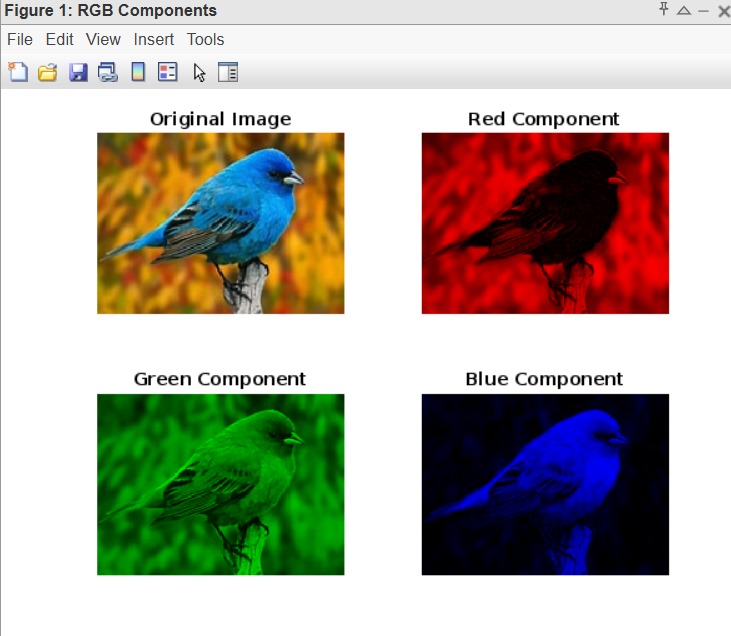 Figure 1: RGB Components
File Edit View Insert Tools
Original Image
Red Component
Green Component
Blue Component